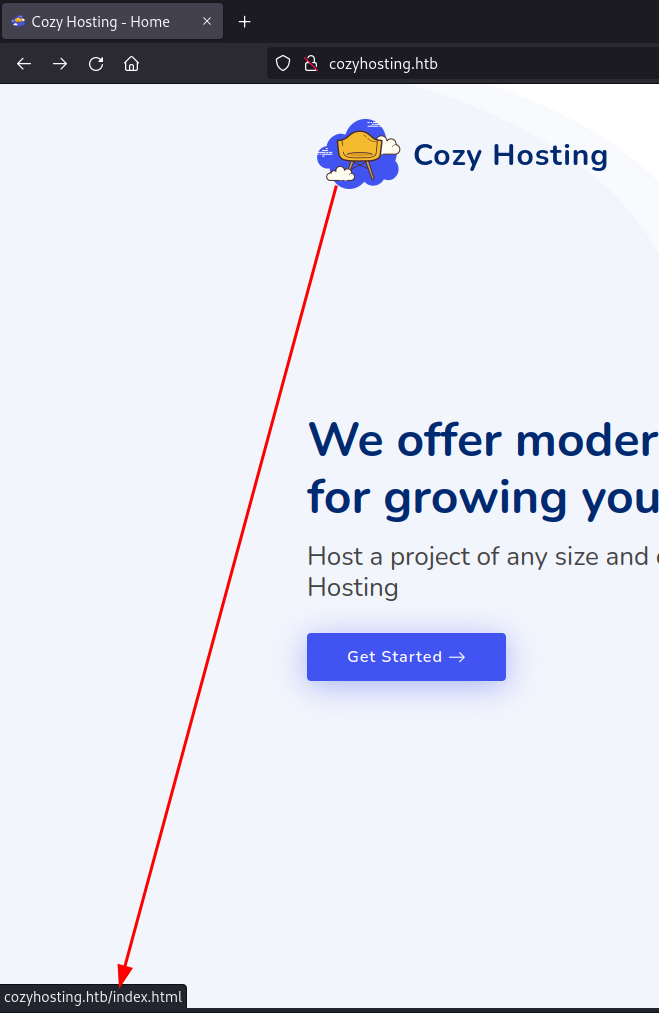 Cozy Hosting - Home
cozyhosting.htb
Cozy Hosting
We offer moder
for growing you
Host a project of any size and
Hosting
Get Started →
cozyhosting.htb/index.html